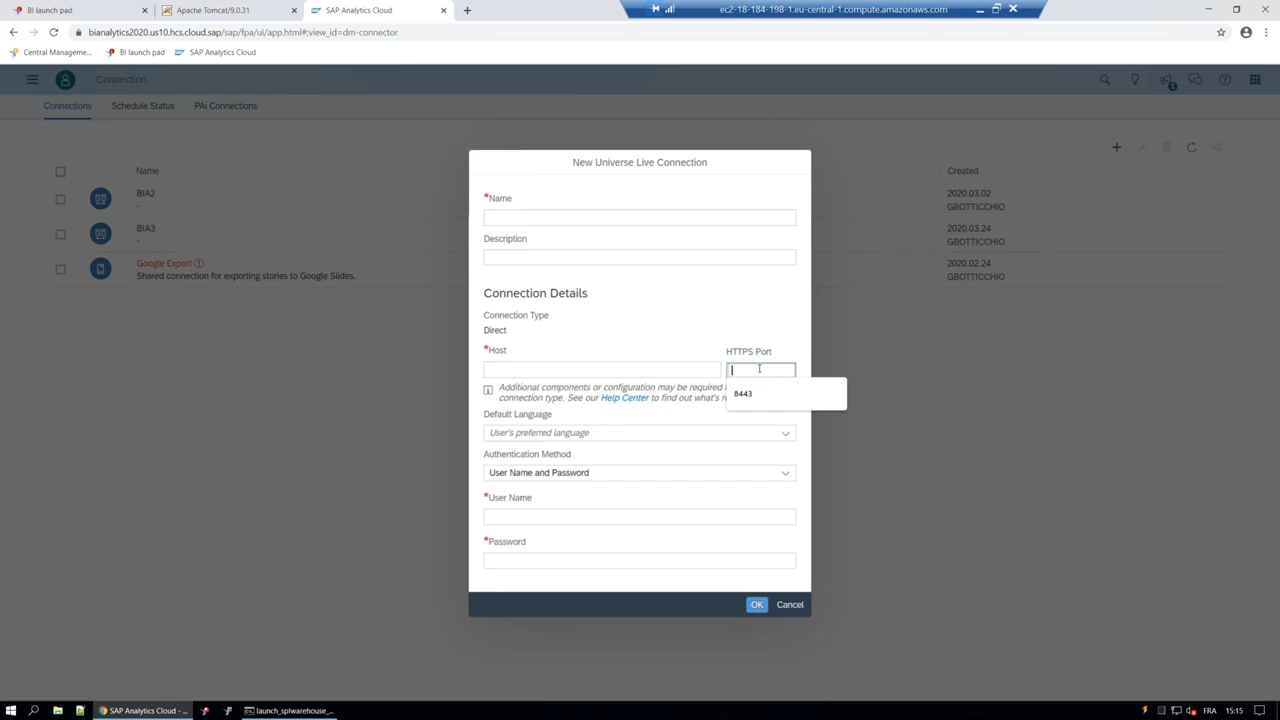 BI launch pad
Apache Tomcat/9.0.31
SAP Analytics Cloud
ec2-18-184-198-1.eu-central-1.compute.amazonaws.com
bianalytics2020.us10.hcs.cloud.sap/sap/fpa/ui/app.html#;view_id=dm-connector
Central Manageme...
BI launch pad
SAP Analytics Cloud
Connection
1
Connections
Schedule Status
PAi Connections
Name
Created
BIA2
-
2020.03.02
GBOTTICCHIO
BIA3
-
2020.03.24
GBOTTICCHIO
Google Export
Shared connection for exporting stories to Google Slides.
2020.02.24
GBOTTICCHIO
New Universe Live Connection
*Name
Description
Connection Details
Connection Type
Direct
*Host
HTTPS Port
8443
Additional components or configuration may be required
connection type. See our Help Center to find out what's re
Default Language
User's preferred language
Authentication Method
User Name and Password
*User Name
*Password
OK
Cancel
SAP Analytics Cloud - ...
launch_splwarehouse_...
FRA
15:15